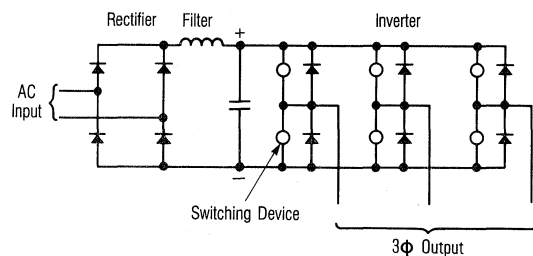 Rectifier Filter Inverter
+
AC
Input
−
Switching Device
3ϕ Output